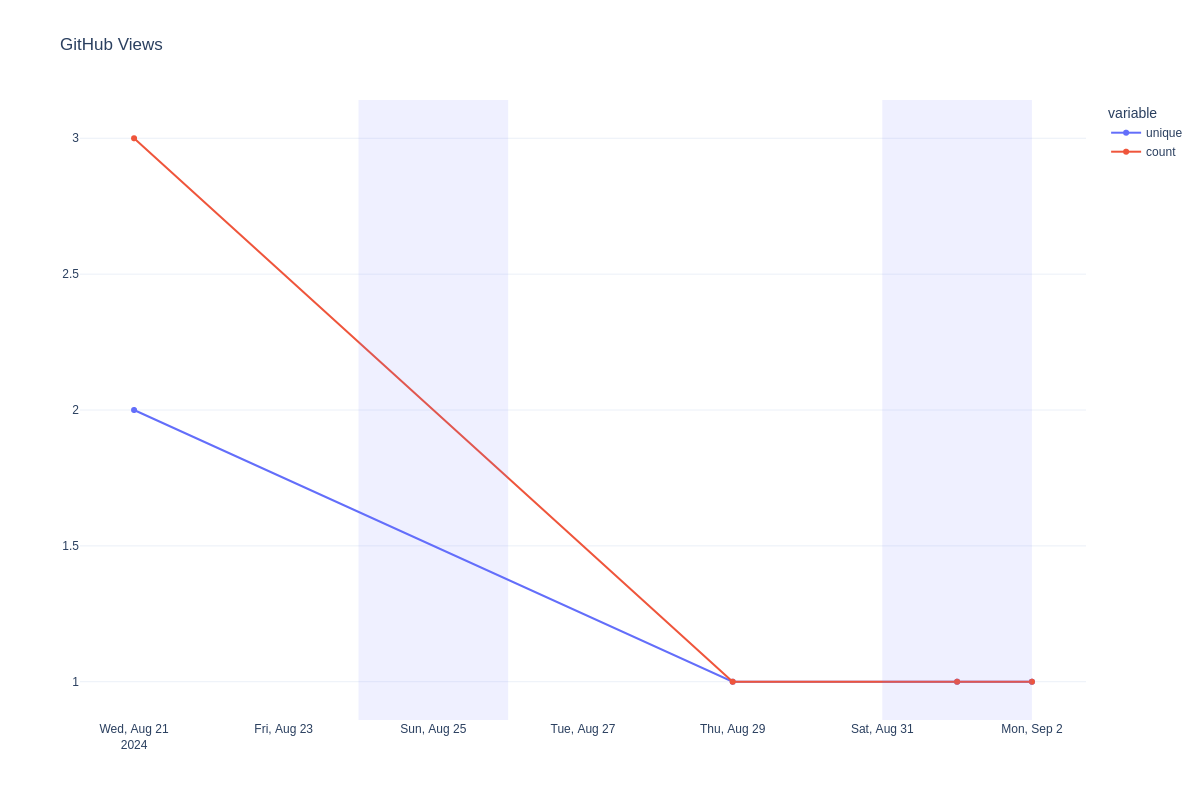 GitHub Views
variable
unique
count
3
2.5
2
1.5
1
Wed, Aug 21
2024
Fri, Aug 23
Sun, Aug 25
Tue, Aug 27
Thu, Aug 29
Sat, Aug 31
Mon, Sep 2